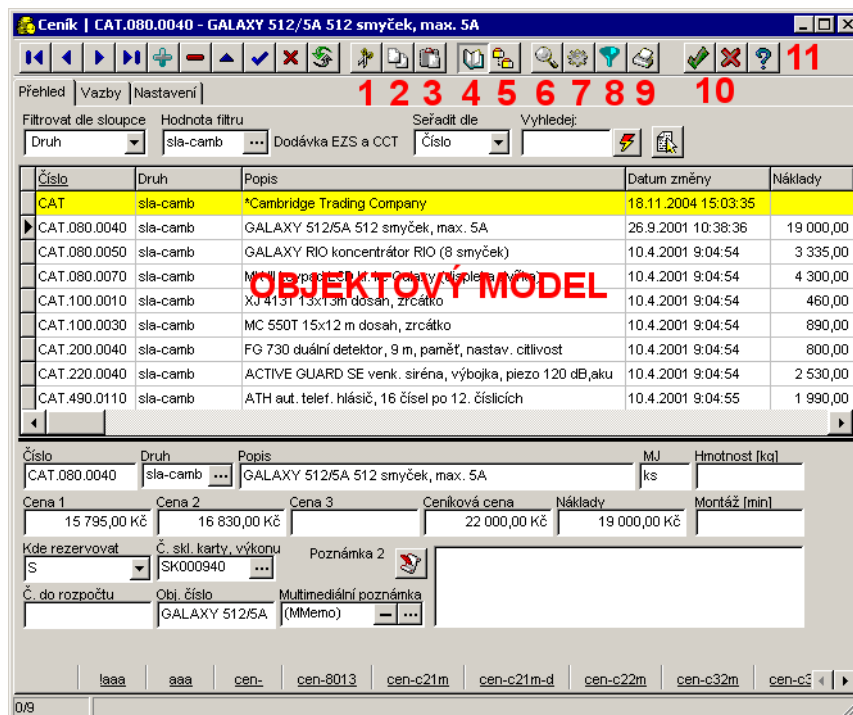 Ceník | CAT.080.0040 - GALAXY 512/5A 512 smyček, max. 5A
1 2 3 4 5 6 7 8 9 10 11
Přehled Vazby Nastavení
Filtrovat dle sloupce Hodnota filtru Seřadit dle Vyhledej:
Druh sla-camb ... Dodávka EZS a CCT Číslo
Číslo Druh Popis Datum změny Náklady
CAT sla-camb *Cambridge Trading Company 18.11.2004 15:03:35
CAT.080.0040 sla-camb GALAXY 512/5A 512 smyček, max. 5A 26.9.2001 10:38:36 19 000,00
CAT.080.0050 sla-camb GALAXY RIO koncentrátor RIO (8 smyček) 10.4.2001 9:04:54 3 335,00
CAT.080.0070 sla-camb 10.4.2001 9:04:54 4 300,00
OBJEKTOVÝ MODEL
CAT.100.0010 sla-camb XJ 413T 13x13m dosah, zrcátko 10.4.2001 9:04:54 460,00
CAT.100.0030 sla-camb MC 550T 15x12 m dosah, zrcátko 10.4.2001 9:04:54 890,00
CAT.200.0040 sla-camb FG 730 duální detektor, 9 m, paměť, nastav. citlivost 10.4.2001 9:04:54 800,00
CAT.220.0040 sla-camb ACTIVE GUARD SE venk. siréna, výbojka, piezo 120 dB,aku 10.4.2001 9:04:54 2 530,00
CAT.490.0110 sla-camb ATH aut. telef. hlásič, 16 čísel po 12. číslicích 10.4.2001 9:04:55 1 990,00
Číslo Druh Popis MJ Hmotnost [kg]
CAT.080.0040 sla-camb ... GALAXY 512/5A 512 smyček, max. 5A ks
Cena 1 Cena 2 Cena 3 Ceníková cena Náklady Montáž [min]
15 795,00 Kč 16 830,00 Kč 22 000,00 Kč 19 000,00 Kč
Kde rezervovat Č. skl. karty, výkonu Poznámka 2
S SK000940 ...
Č. do rozpočtu Obj. číslo Multimediální poznámka
GALAXY 512/5A (MMemo) ...
!aaa aaa cen- cen-8013 cen-c21m cen-c21m-d cen-c22m cen-c32m cen-c3
0/9